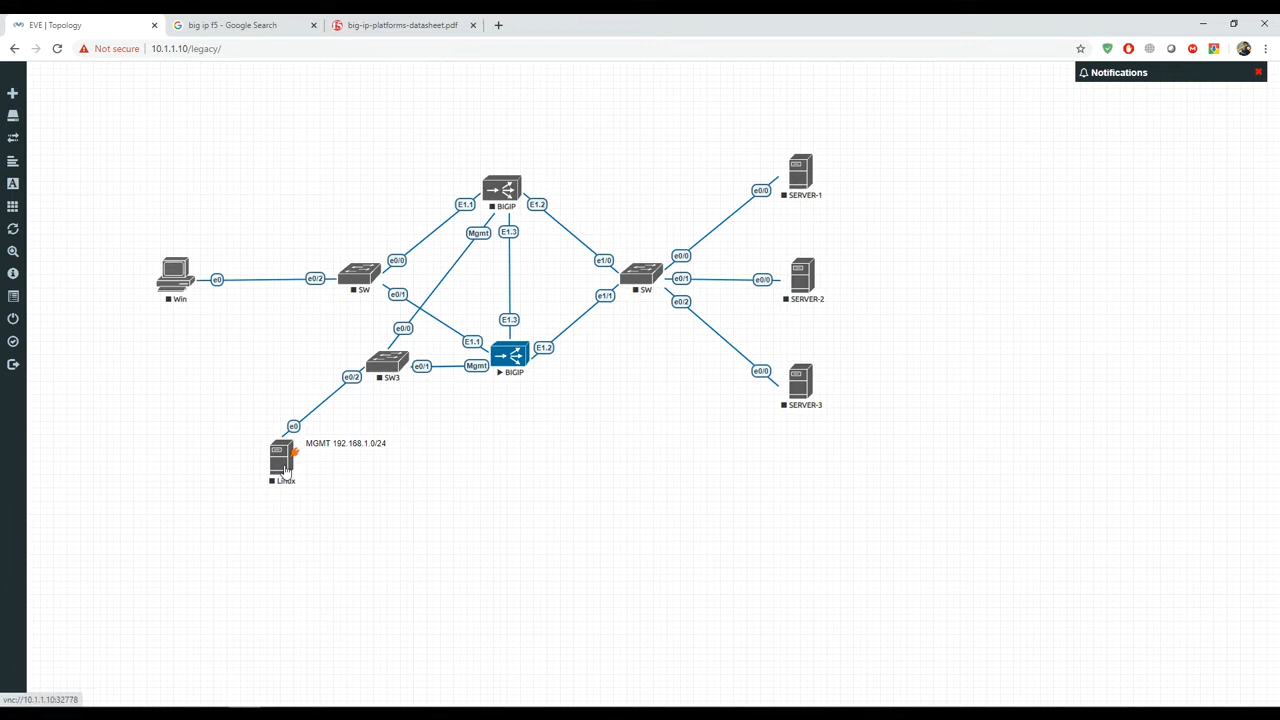 EVE | Topology
big ip f5 - Google Search
big-ip-platforms-datasheet.pdf
Not secure
10.1.1.10/legacy/
Notifications
SERVER-1
e0/0
BIGIP
E1.1
E1.2
Mgmt
E1.3
e0/0
e1/0
e0/0
Win
e0
e0/2
SW
e0/1
SW
e0/1
e0/0
SERVER-2
e1/1
e0/2
E1.3
e0/0
E1.1
E1.2
SW3
e0/1
Mgmt
BIGIP
e0/2
e0/0
SERVER-3
e0
MGMT 192.168.1.0/24
Linux
vnc://10.1.1.10:32778